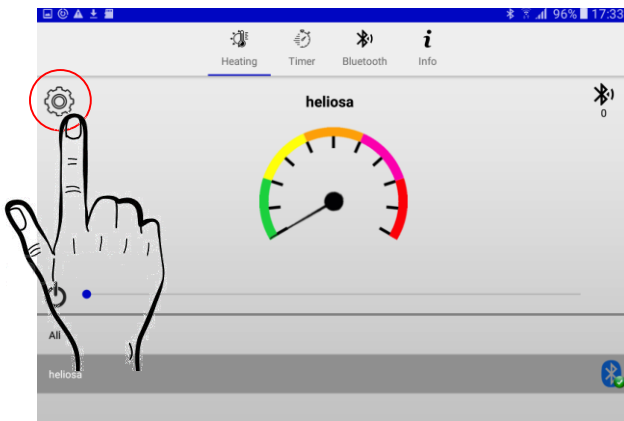 96% 17:33
Heating Timer Bluetooth Info
heliosa
0
All
heliosa